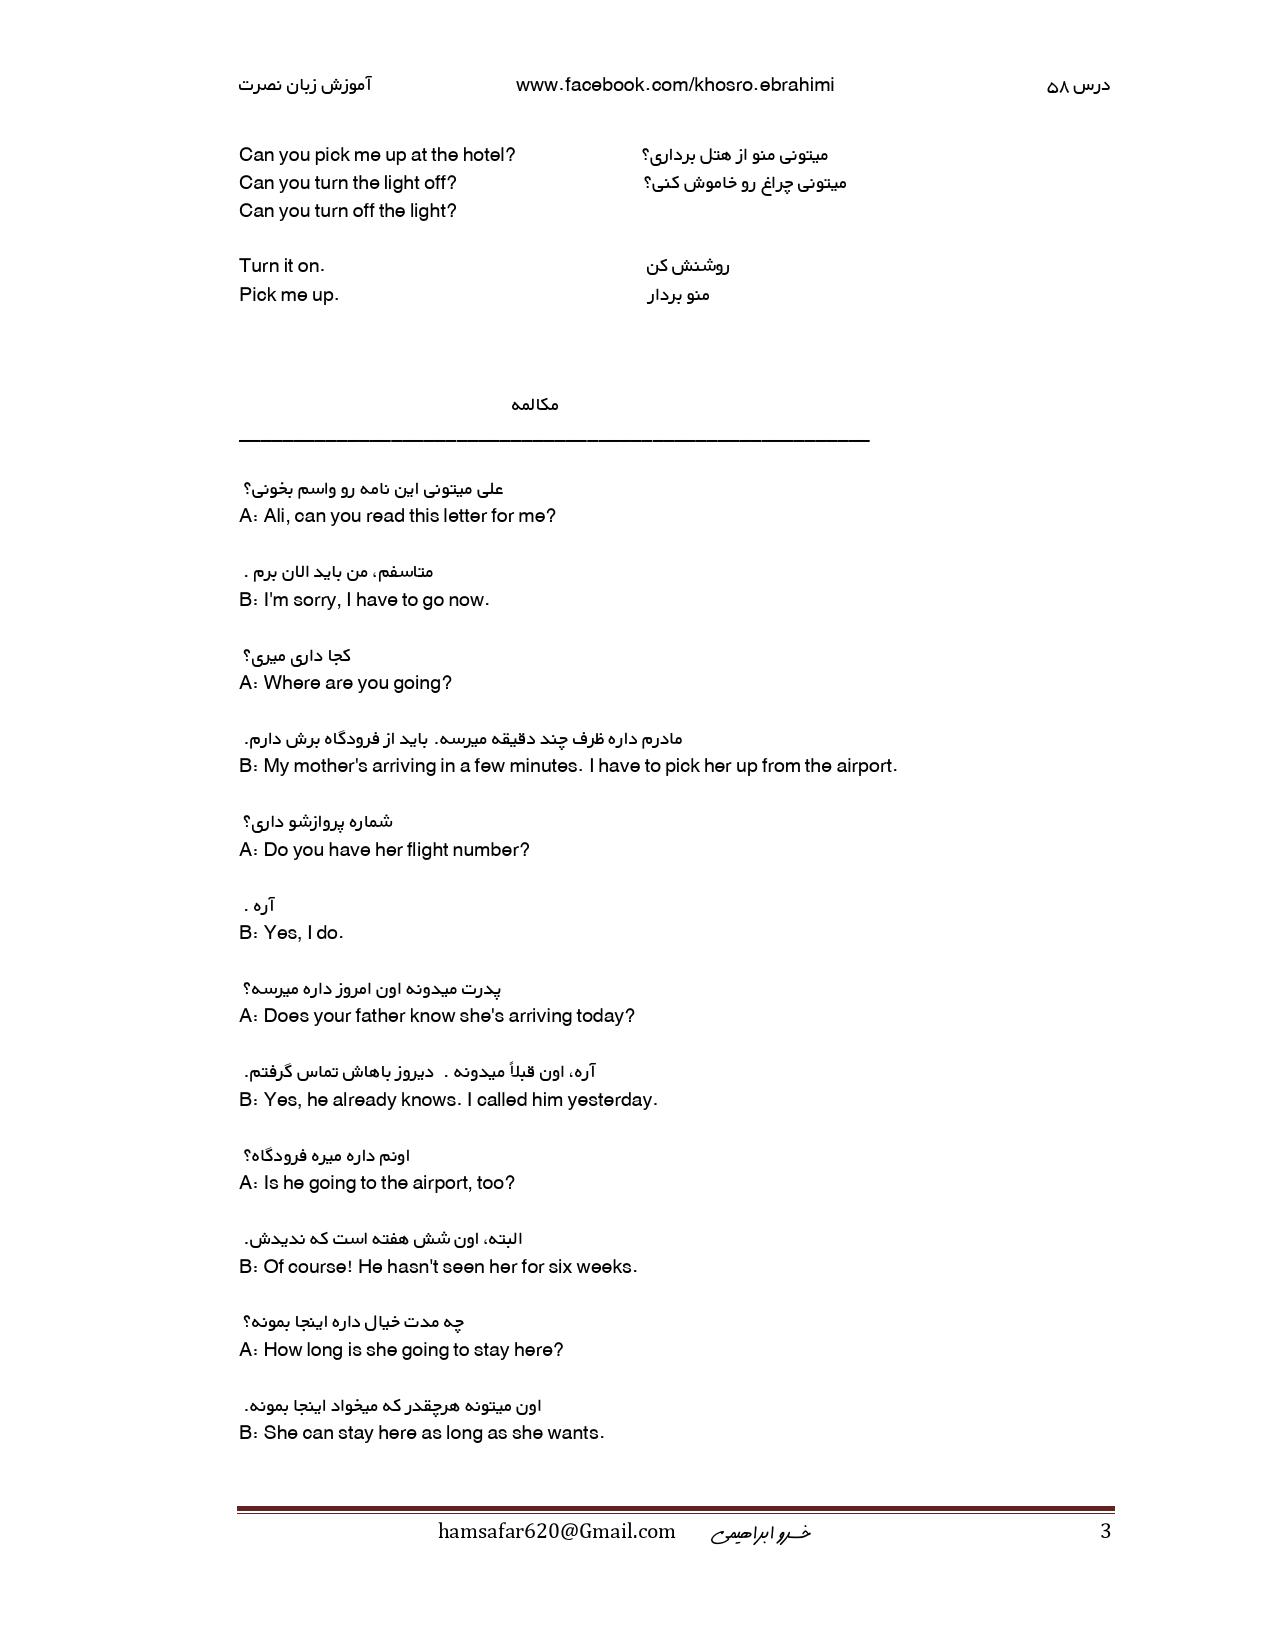 آموزش زبان نصرت www.facebook.com/khosro.ebrahimi درس ۵۸
Can you pick me up at the hotel? میتونی منو از هتل برداری؟
Can you turn the light off? میتونی چراغ رو خاموش کنی؟
Can you turn off the light?
Turn it on. روشنش کن
Pick me up. منو بردار
مکالمه
علی میتونی این نامه رو واسم بخونی؟
A: Ali, can you read this letter for me?
متاسفم، من باید الان برم .
B: I'm sorry, I have to go now.
کجا داری میری؟
A: Where are you going?
مادرم داره ظرف چند دقیقه میرسه. باید از فرودگاه برش دارم.
B: My mother's arriving in a few minutes. I have to pick her up from the airport.
شماره پروازشو داری؟
A: Do you have her flight number?
آره .
B: Yes, I do.
پدرت میدونه اون امروز داره میرسه؟
A: Does your father know she's arriving today?
آره، اون قبلاً میدونه . دیروز باهاش تماس گرفتم.
B: Yes, he already knows. I called him yesterday.
اونم داره میره فرودگاه؟
A: Is he going to the airport, too?
البته، اون شش هفته است که ندیدش.
B: Of course! He hasn't seen her for six weeks.
چه مدت خیال داره اینجا بمونه؟
A: How long is she going to stay here?
اون میتونه هرچقدر که میخواد اینجا بمونه.
B: She can stay here as long as she wants.
hamsafar620@Gmail.com خسرو ابراهیمی 3